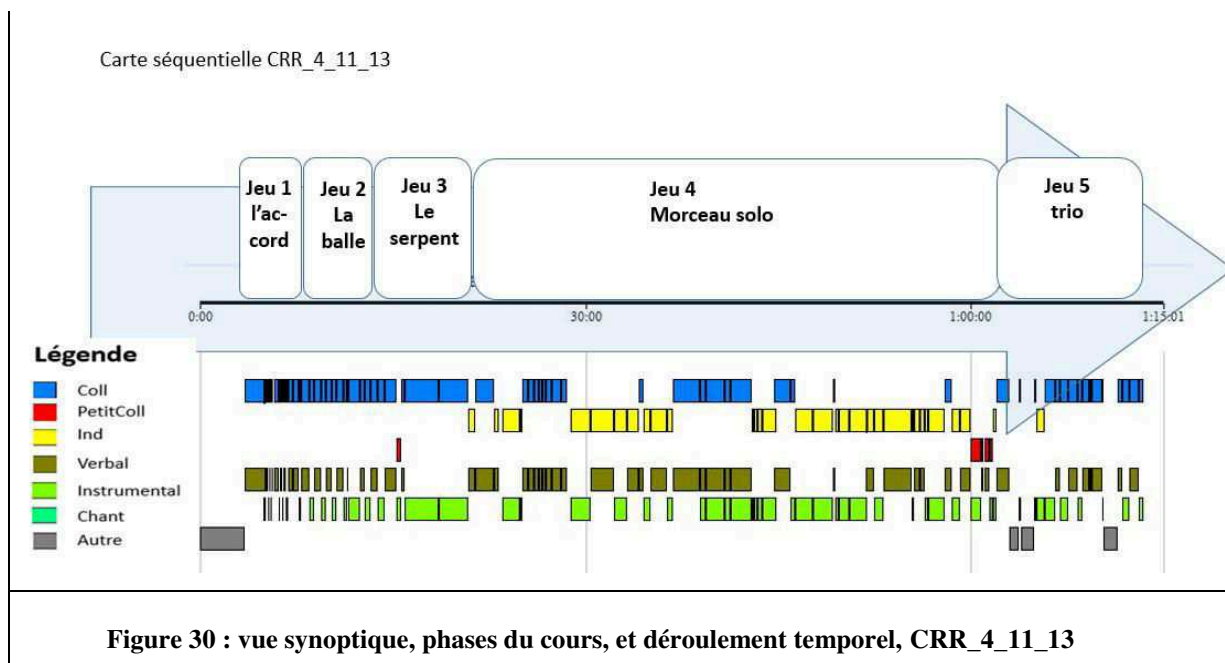 Carte séquentielle CRR_4_11_13
Jeu 1
l'ac-
cord
Jeu 2
La
balle
Jeu 3
Le
serpent
Jeu 4
Morceau solo
Jeu 5
trio
0:00
30:00
1:00:00
1:15:01
Légende
Coll
PetitColl
Ind
Verbal
Instrumental
Chant
Autre
Figure 30 : vue synoptique, phases du cours, et déroulement temporel, CRR_4_11_13